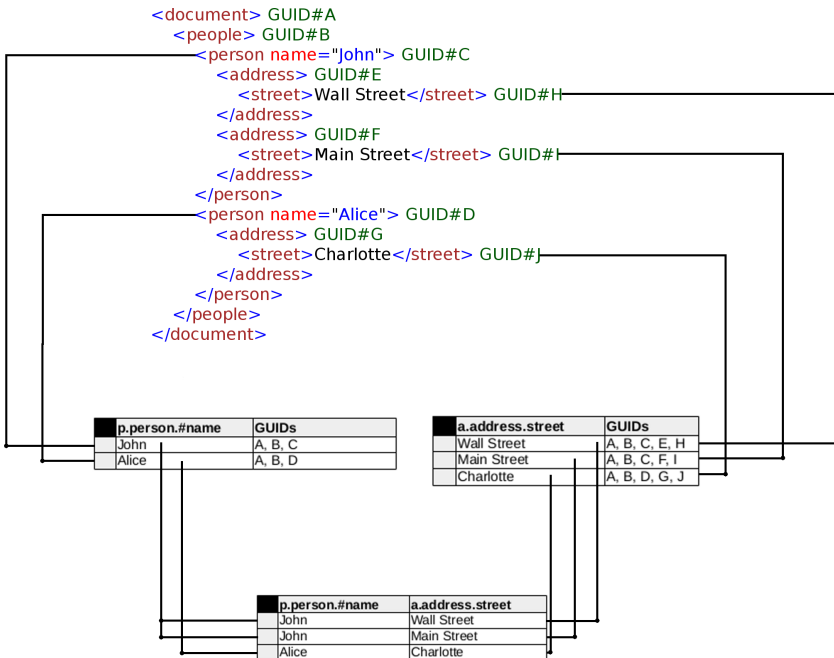 <document> GUID#A
<people> GUID#B
<person name="John"> GUID#C
<address> GUID#E
<street>Wall Street</street> GUID#H
</address>
<address> GUID#F
<street>Main Street</street> GUID#I
</address>
</person>
<person name="Alice"> GUID#D
<address> GUID#G
<street>Charlotte</street> GUID#J
</address>
</person>
</people>
</document>
p.person.#name GUIDs
John A, B, C
Alice A, B, D
a.address.street GUIDs
Wall Street A, B, C, E, H
Main Street A, B, C, F, I
Charlotte A, B, D, G, J
p.person.#name a.address.street
John Wall Street
John Main Street
Alice Charlotte